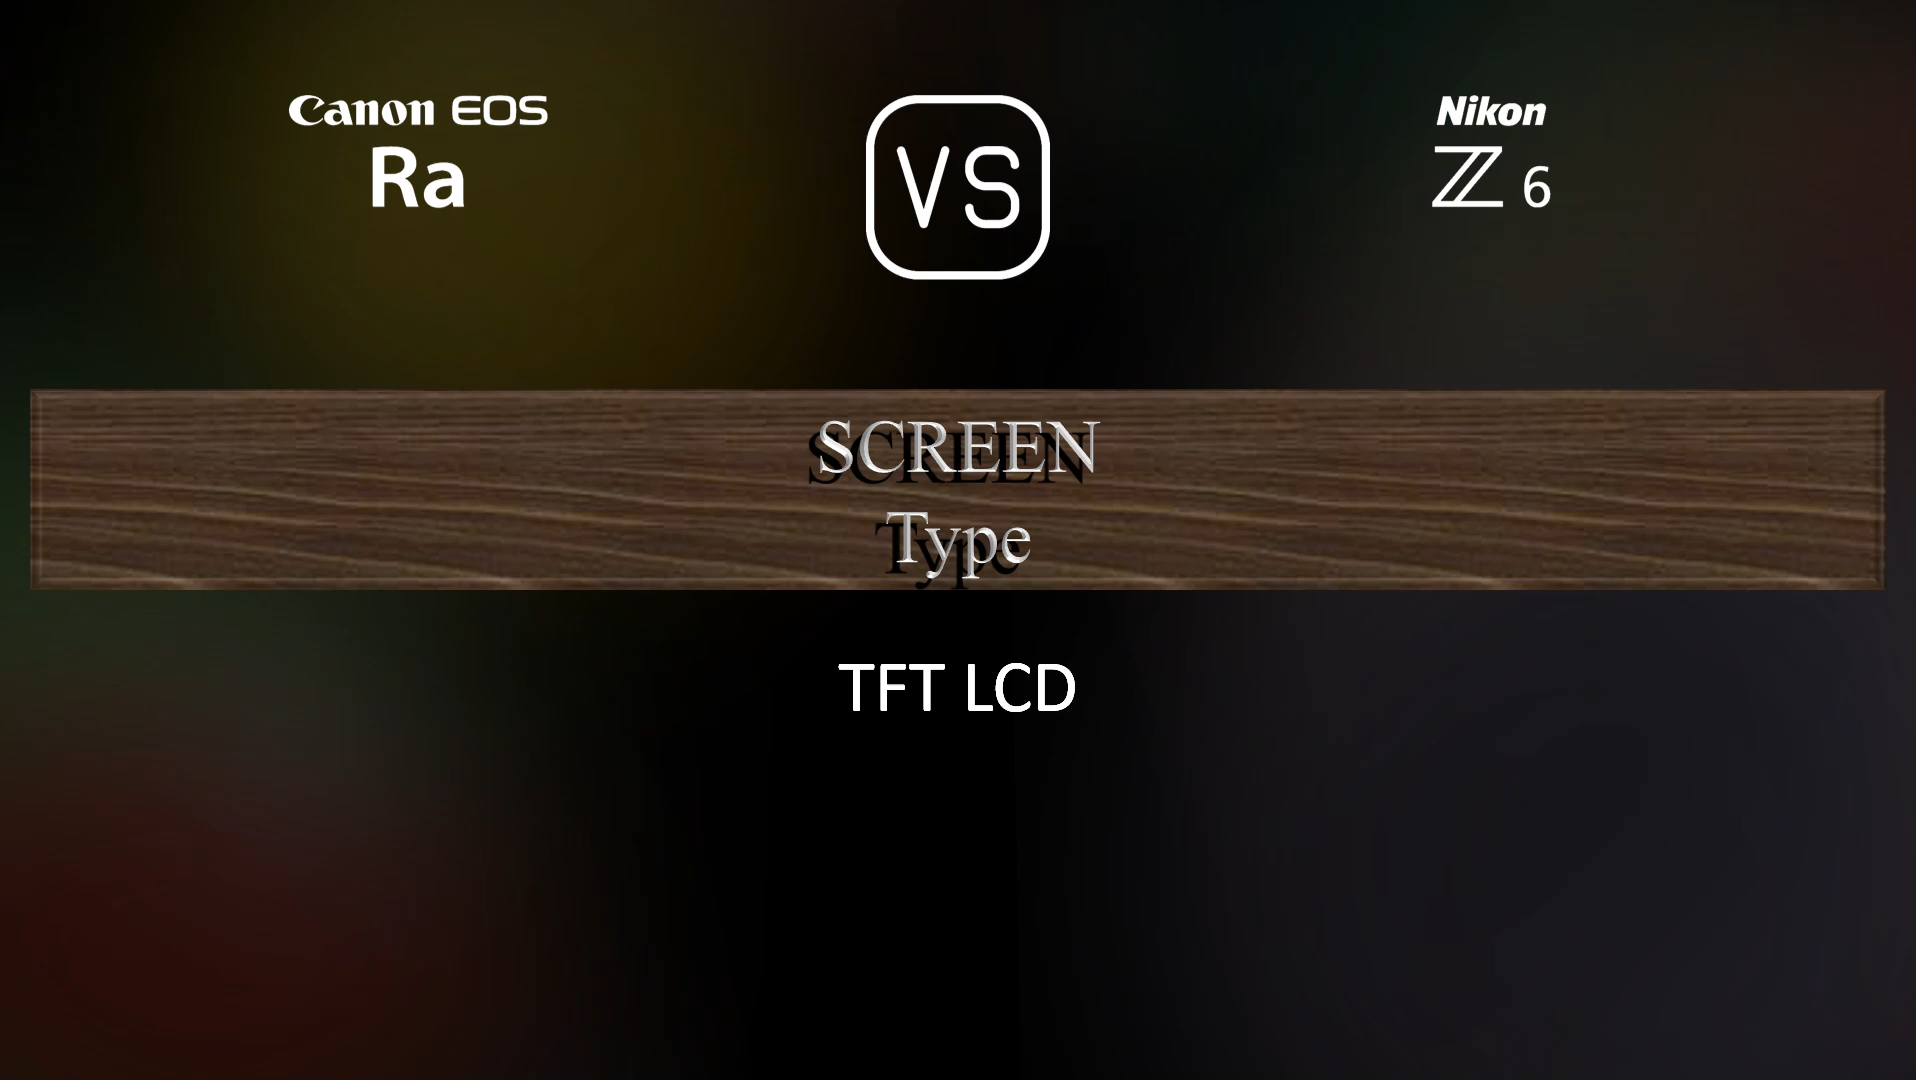 Canon EOS
Ra
VS
Nikon
Z 6
SCREEN
Type
TFT LCD